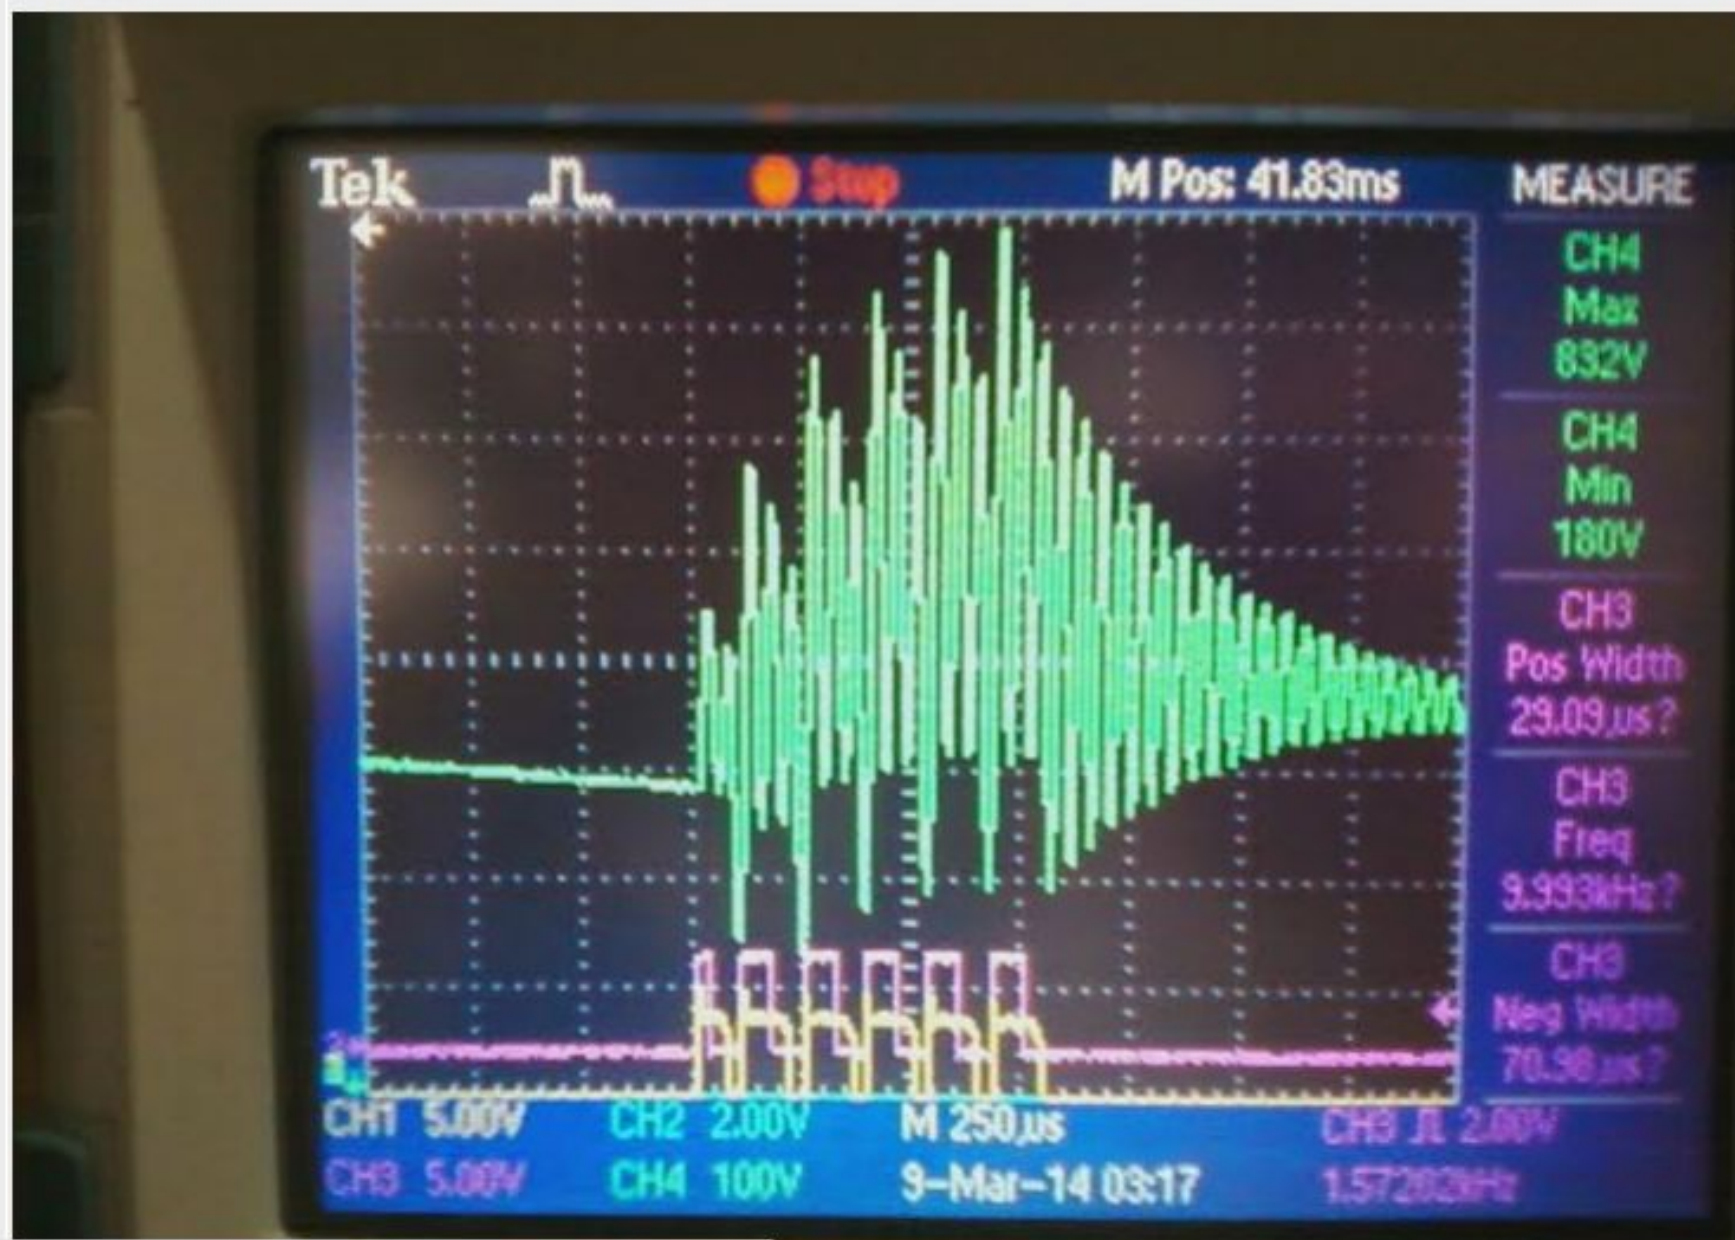 Tek Stop M Pos: 41.83ms MEASURE
CH4
Max
832V
CH4
Min
180V
CH3
Pos Width
29.09µs?
CH3
Freq
9.993kHz?
CH3
Neg Width
70.98µs?
CH1 5.00V CH2 2.00V M 250µs CH3 2.00V
CH3 5.00V CH4 100V 9-Mar-14 03:17 1.57202kHz